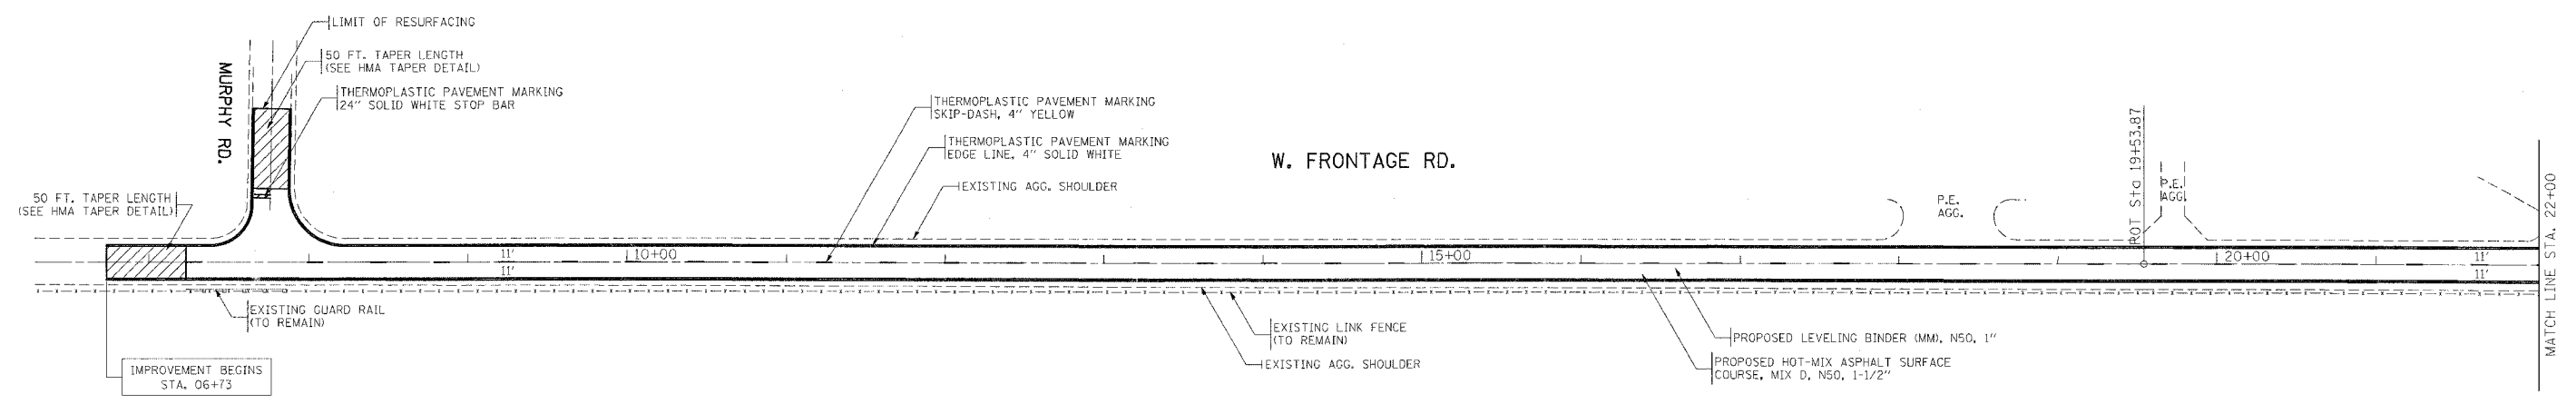 LIMIT OF RESURFACING
50 FT. TAPER LENGTH
(SEE HMA TAPER DETAIL)
MURPHY RD.
THERMOPLASTIC PAVEMENT MARKING
24" SOLID WHITE STOP BAR
THERMOPLASTIC PAVEMENT MARKING
SKIP-DASH, 4" YELLOW
THERMOPLASTIC PAVEMENT MARKING
EDGE LINE, 4" SOLID WHITE
W. FRONTAGE RD.
EXISTING AGG. SHOULDER
50 FT. TAPER LENGTH
(SEE HMA TAPER DETAIL)
P.E.
AGG.
ROT Sta 19+53.87
P.E.
AGG.
MATCH LINE STA. 22+00
11'
10+00
15+00
20+00
11'
11'
11'
EXISTING GUARD RAIL
(TO REMAIN)
EXISTING LINK FENCE
(TO REMAIN)
EXISTING AGG. SHOULDER
PROPOSED LEVELING BINDER (MM), N50, 1"
PROPOSED HOT-MIX ASPHALT SURFACE
COURSE, MIX D, N50, 1-1/2"
IMPROVEMENT BEGINS
STA. 06+73